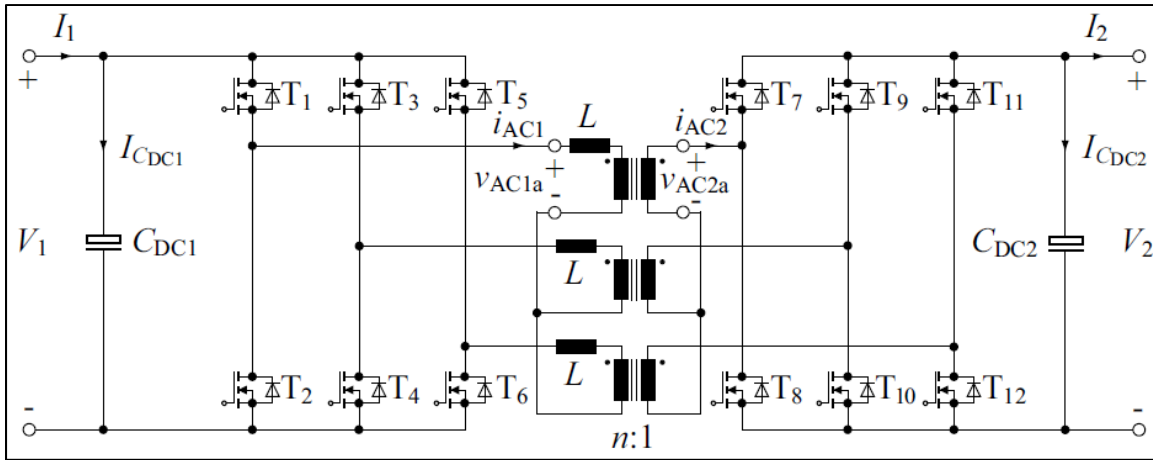 I1 I2
+ T1 T3 T5 T7 T9 T11 +
iAC1 L iAC2
ICDC1 + + ICDC2
vAC1a vAC2a
- -
V1 CDC1 L CDC2 V2
L
- T2 T4 T6 T8 T10 T12 -
n:1